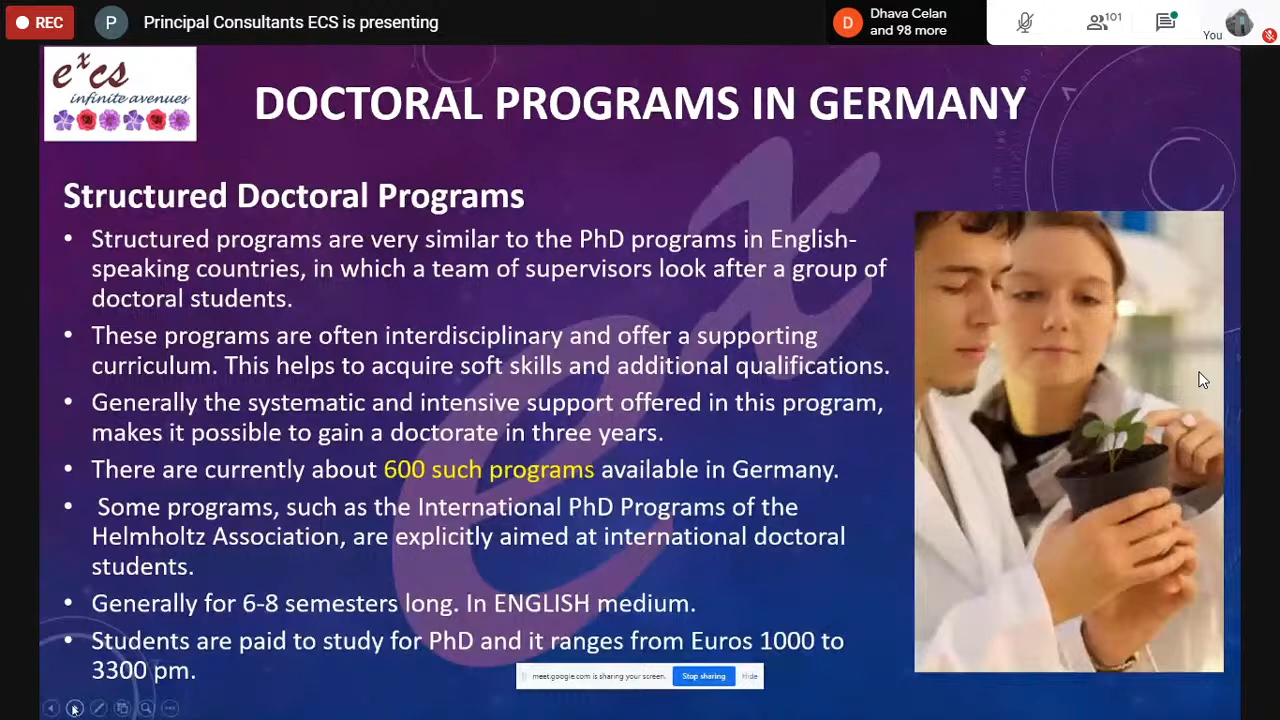 REC
P
Principal Consultants ECS is presenting
D
Dhava Celan
and 98 more
101
You
excs
infinite avenues
DOCTORAL PROGRAMS IN GERMANY
Structured Doctoral Programs
• Structured programs are very similar to the PhD programs in English-
speaking countries, in which a team of supervisors look after a group of
doctoral students.
• These programs are often interdisciplinary and offer a supporting
curriculum. This helps to acquire soft skills and additional qualifications.
• Generally the systematic and intensive support offered in this program,
makes it possible to gain a doctorate in three years.
• There are currently about 600 such programs available in Germany.
• Some programs, such as the International PhD Programs of the
Helmholtz Association, are explicitly aimed at international doctoral
students.
• Generally for 6-8 semesters long. In ENGLISH medium.
• Students are paid to study for PhD and it ranges from Euros 1000 to
3300 pm.
meet.google.com is sharing your screen.
Stop sharing
Hide
ex